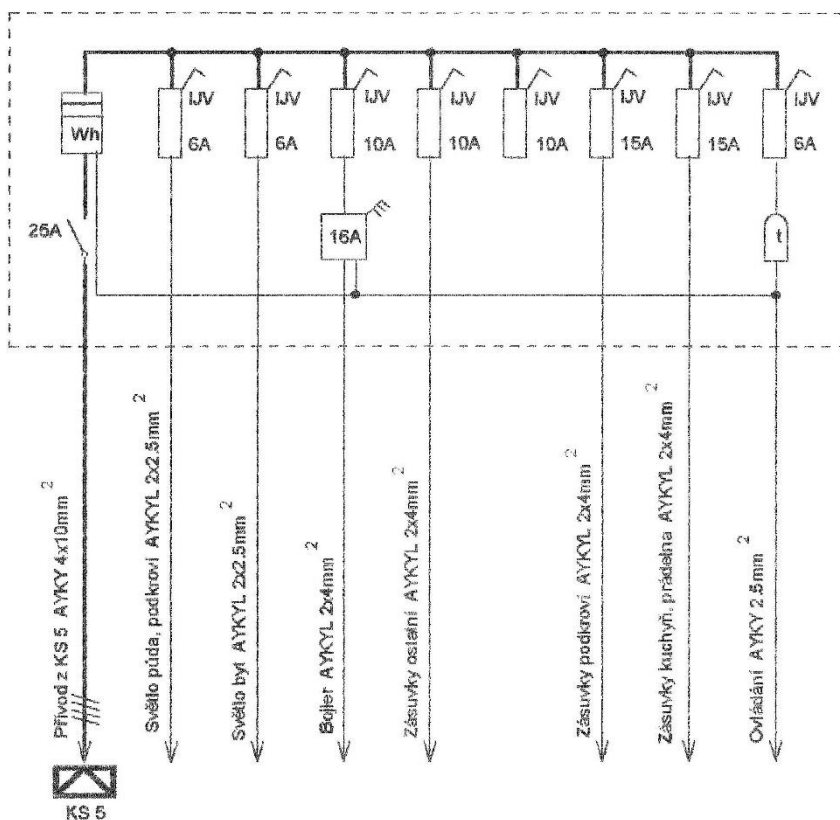 IJV
6A
IJV
6A
IJV
10A
IJV
10A
IJV
10A
IJV
15A
IJV
15A
IJV
6A
Wh
25A
16A
t
Přívod z KS 5 AYKY 4x10mm²
Světlo půda, podkroví AYKYL 2x2.5mm²
Světlo byt AYKYL 2x2.5mm²
Bojler AYKYL 2x4mm²
Zásuvky ostatní AYKYL 2x4mm²
Zásuvky podkroví AYKYL 2x4mm²
Zásuvky kuchyň, prádelna AYKYL 2x4mm²
Ovládání AYKY 2.5mm²
KS 5